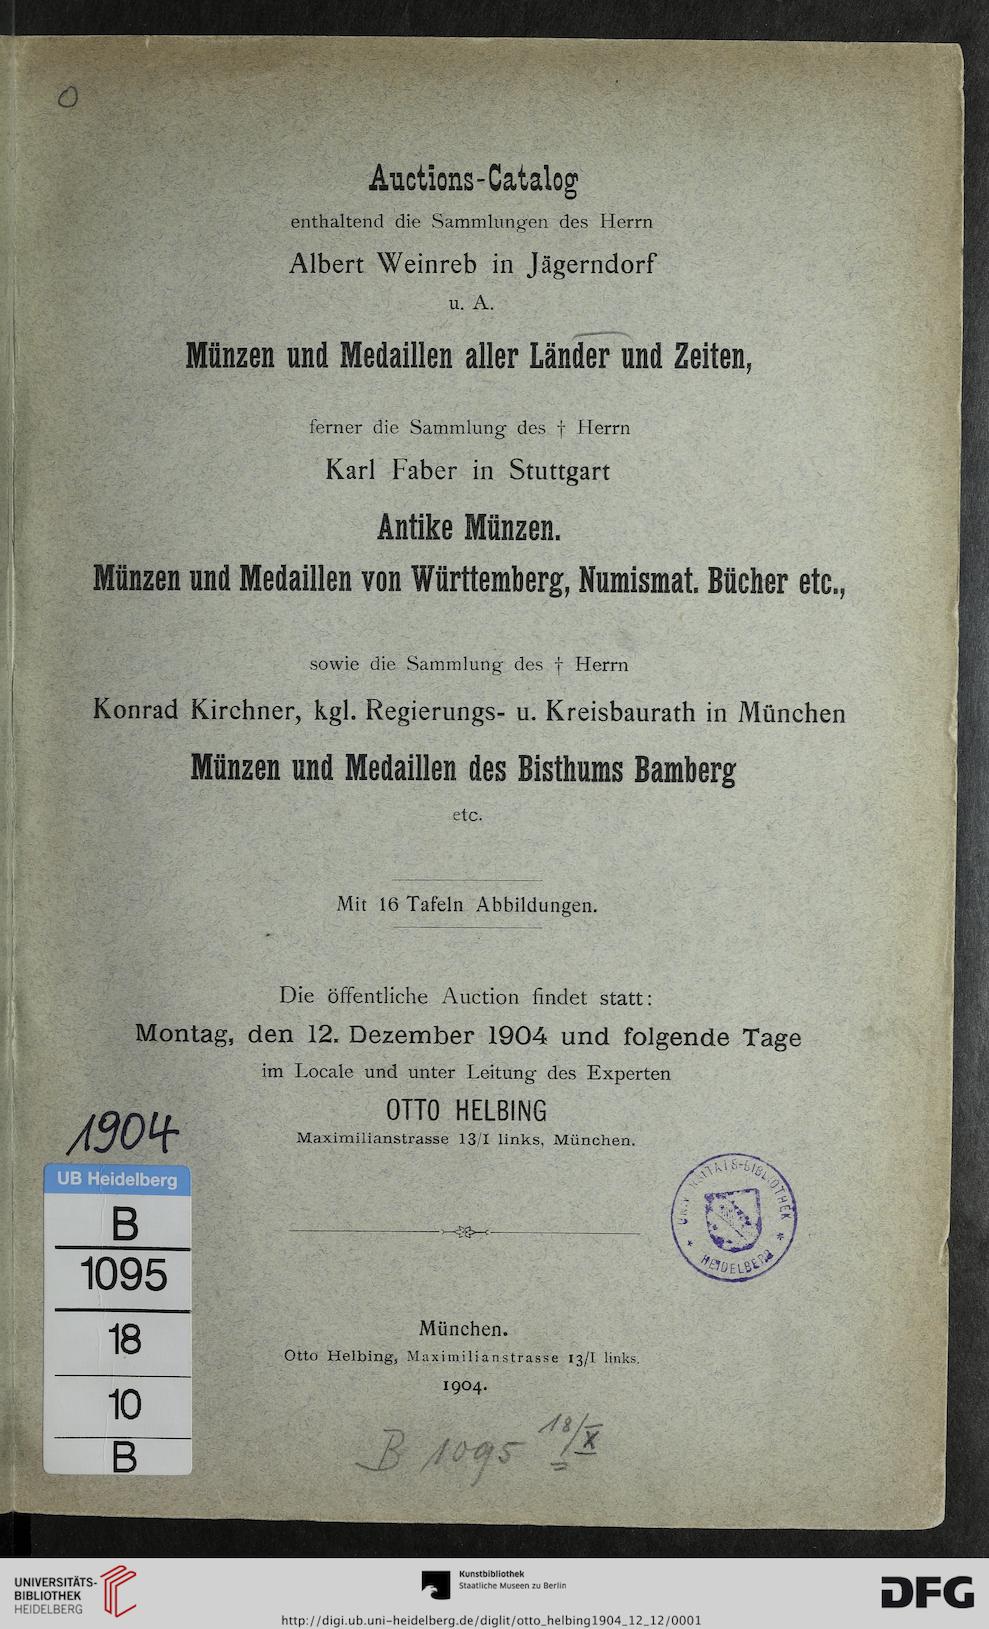 O
Auctions-Catalog
enthaltend die Sammlungen des Herrn
Albert Weinreb in Jägerndorf
u. A.
Münzen und Medaillen aller Länder und Zeiten,
ferner die Sammlung des † Herrn
Karl Faber in Stuttgart
Antike Münzen.
Münzen und Medaillen von Württemberg, Numismat. Bücher etc.,
sowie die Sammlung des † Herrn
Konrad Kirchner, kgl. Regierungs- u. Kreisbaurath in München
Münzen und Medaillen des Bisthums Bamberg
etc.
Mit 16 Tafeln Abbildungen.
Die öffentliche Auction findet statt:
Montag, den 12. Dezember 1904 und folgende Tage
im Locale und unter Leitung des Experten
OTTO HELBING
Maximilianstrasse 13/I links, München.
1904
UB Heidelberg
B
1095
18
10
B
UNIVERSITÄTS-BIBLIOTHEK
* HEIDELBERG *
München.
Otto Helbing, Maximilianstrasse 13/I links.
1904.
B 1095 18/X
UNIVERSITÄTS-
BIBLIOTHEK
HEIDELBERG
Kunstbibliothek
Staatliche Museen zu Berlin
DFG
http://digi.ub.uni-heidelberg.de/diglit/otto_helbing1904_12_12/0001